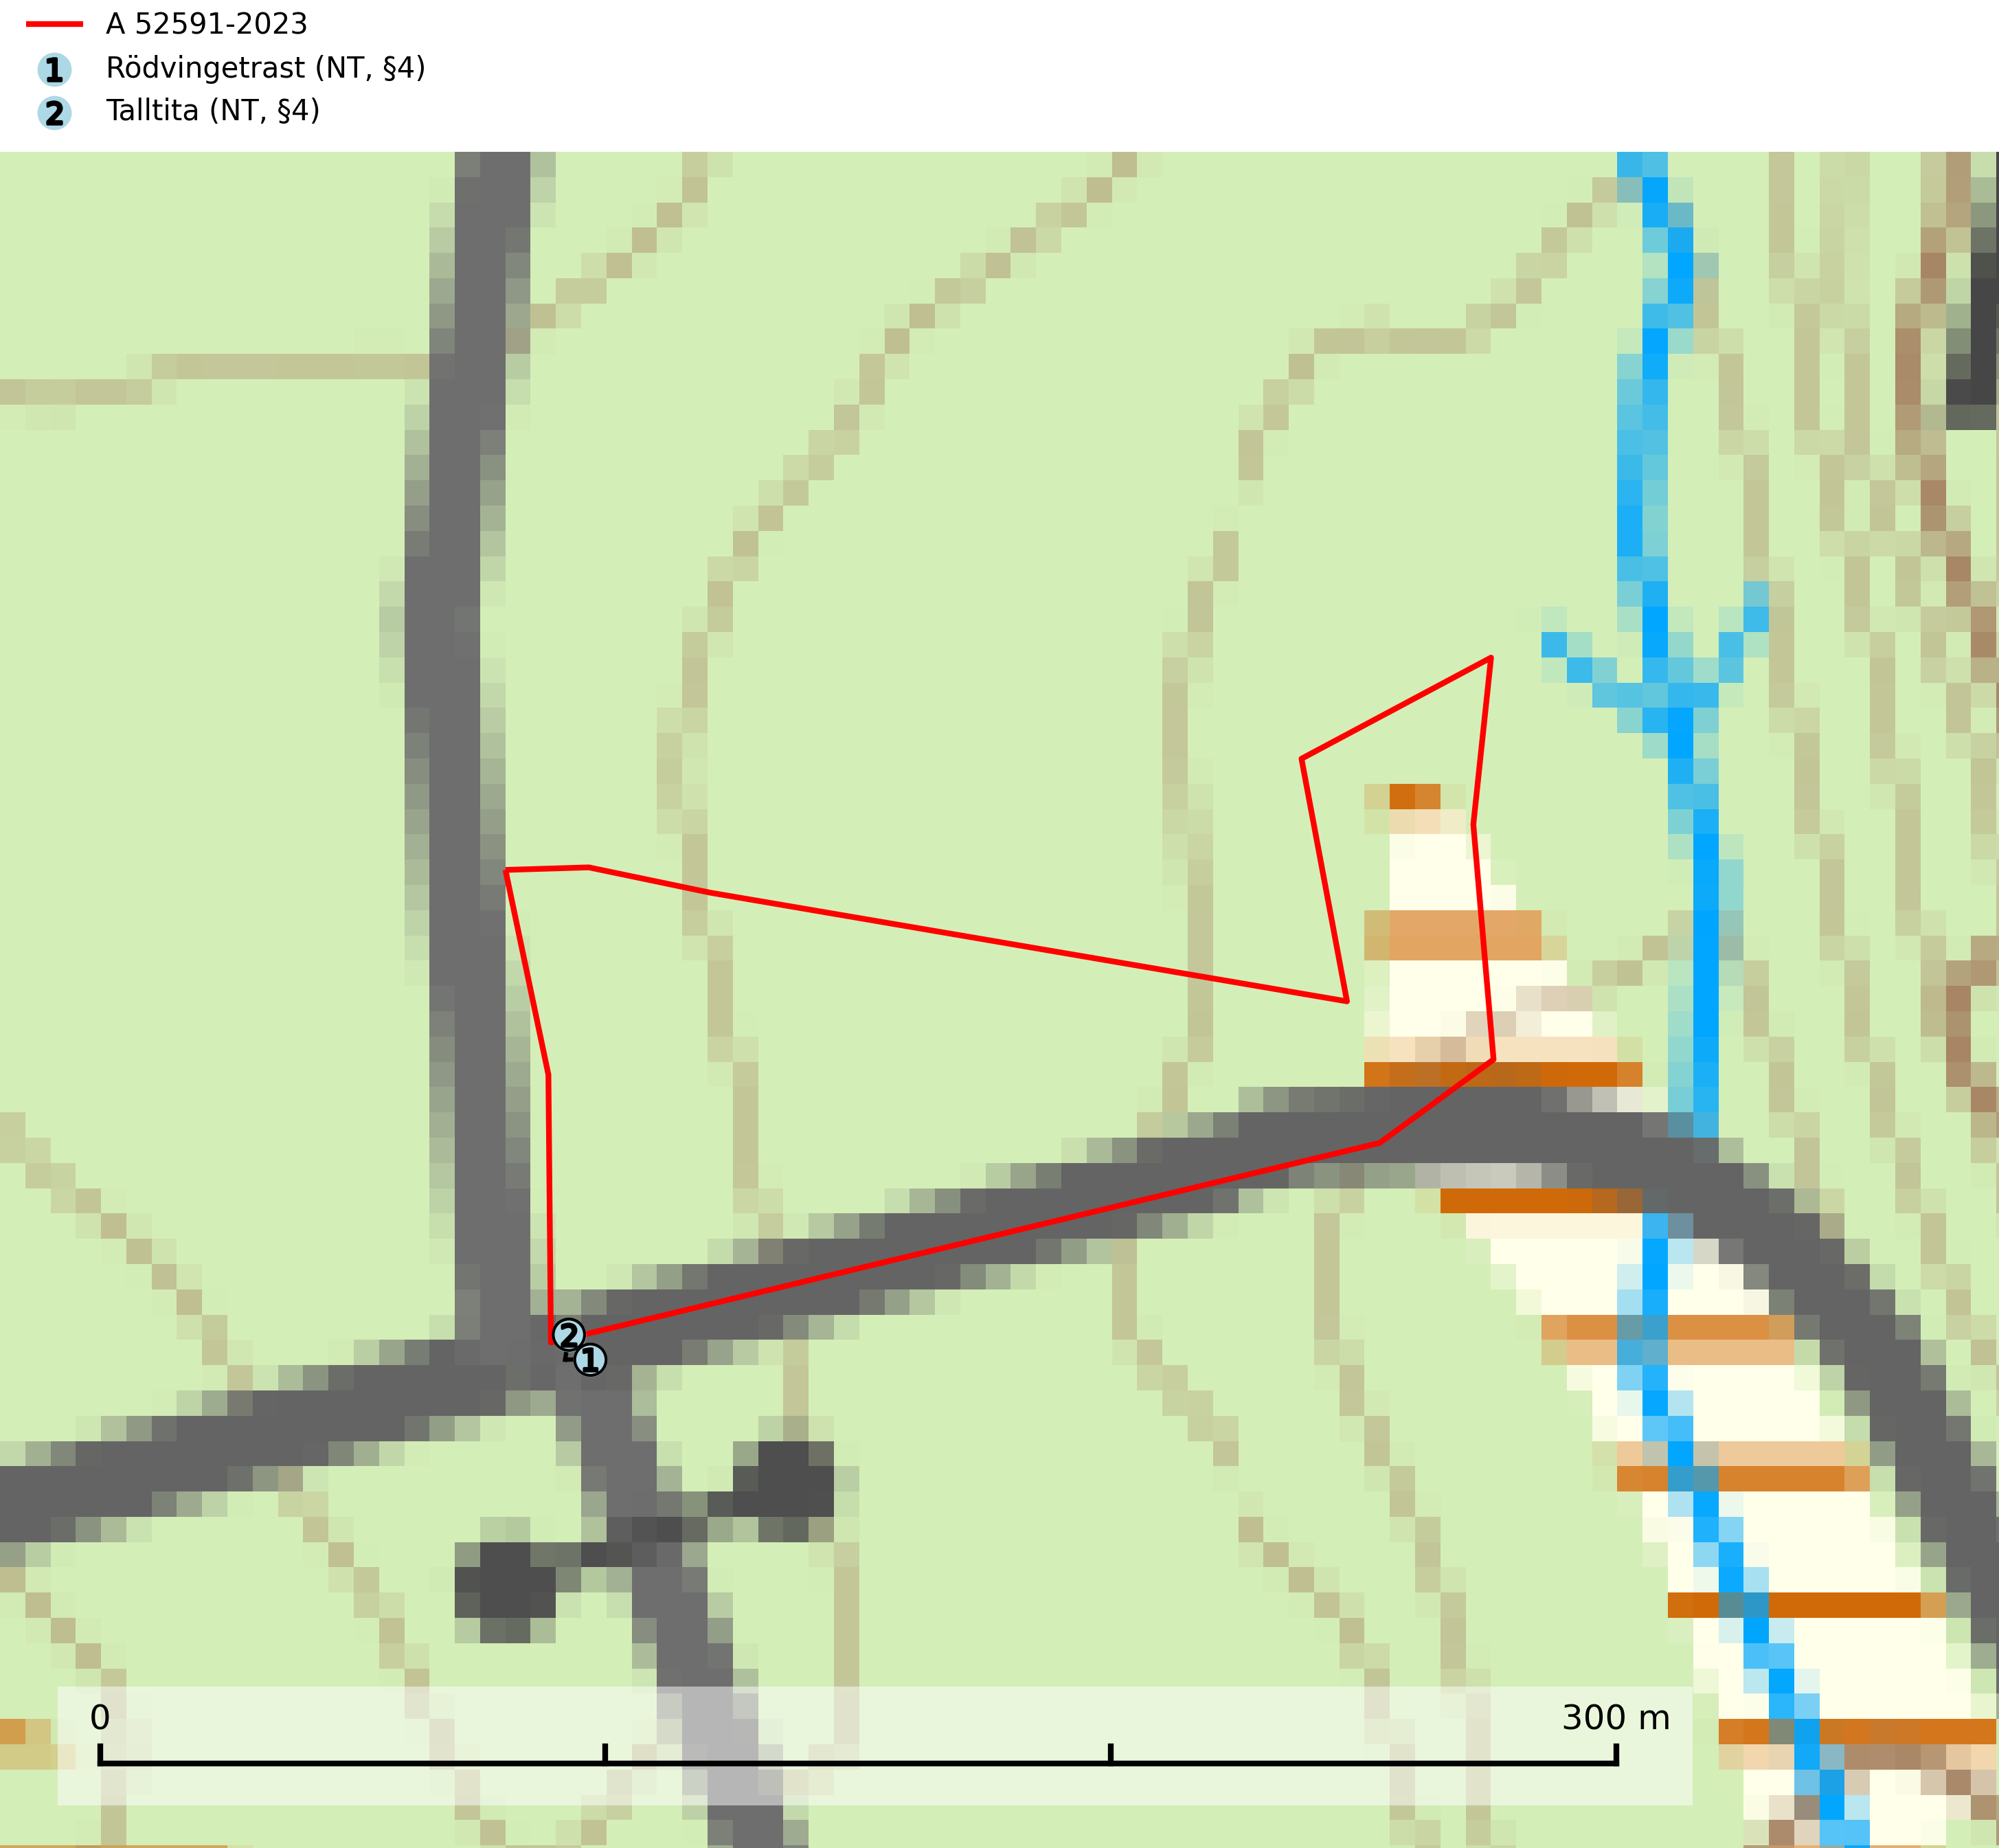 A 52591-2023
1 Rödvingetrast (NT, §4)
2 Talltita (NT, §4)
2
1
0 300 m